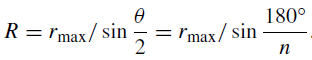 R = r_max / sin θ/2 = r_max / sin 180°/n.